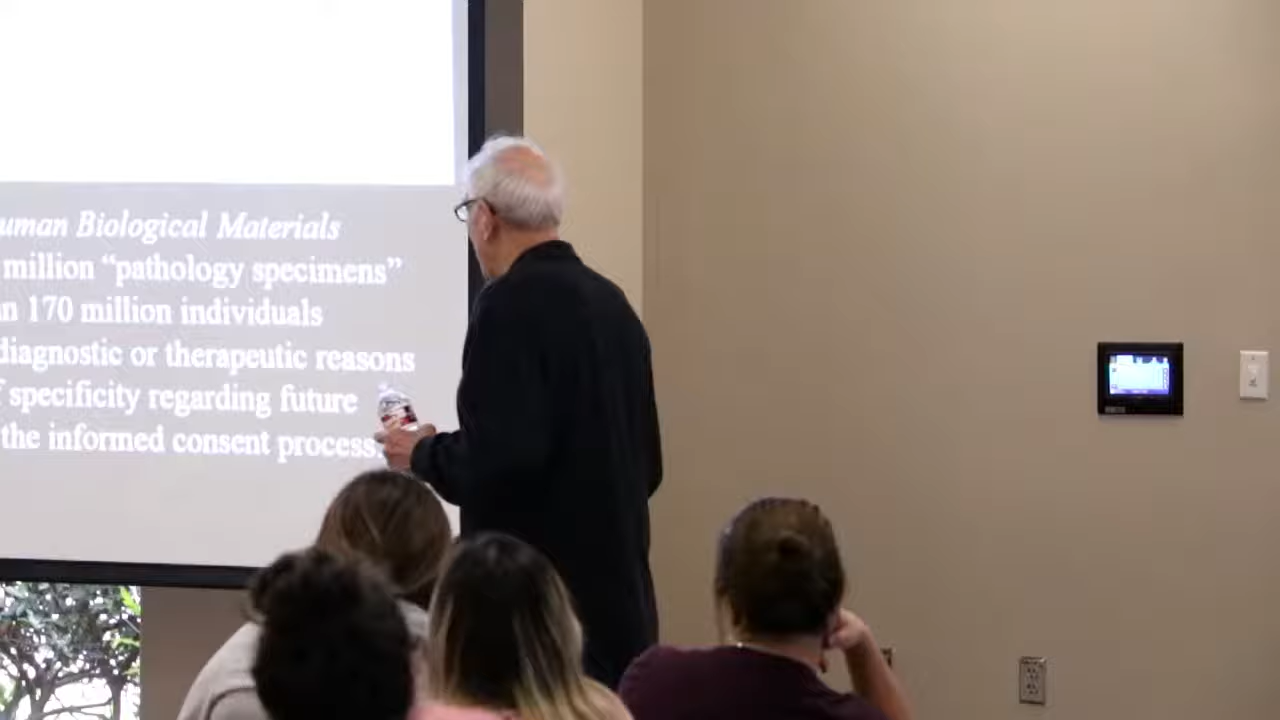 uman Biological Materials
million “pathology specimens”
n 170 million individuals
diagnostic or therapeutic reasons
specificity regarding future
the informed consent process.